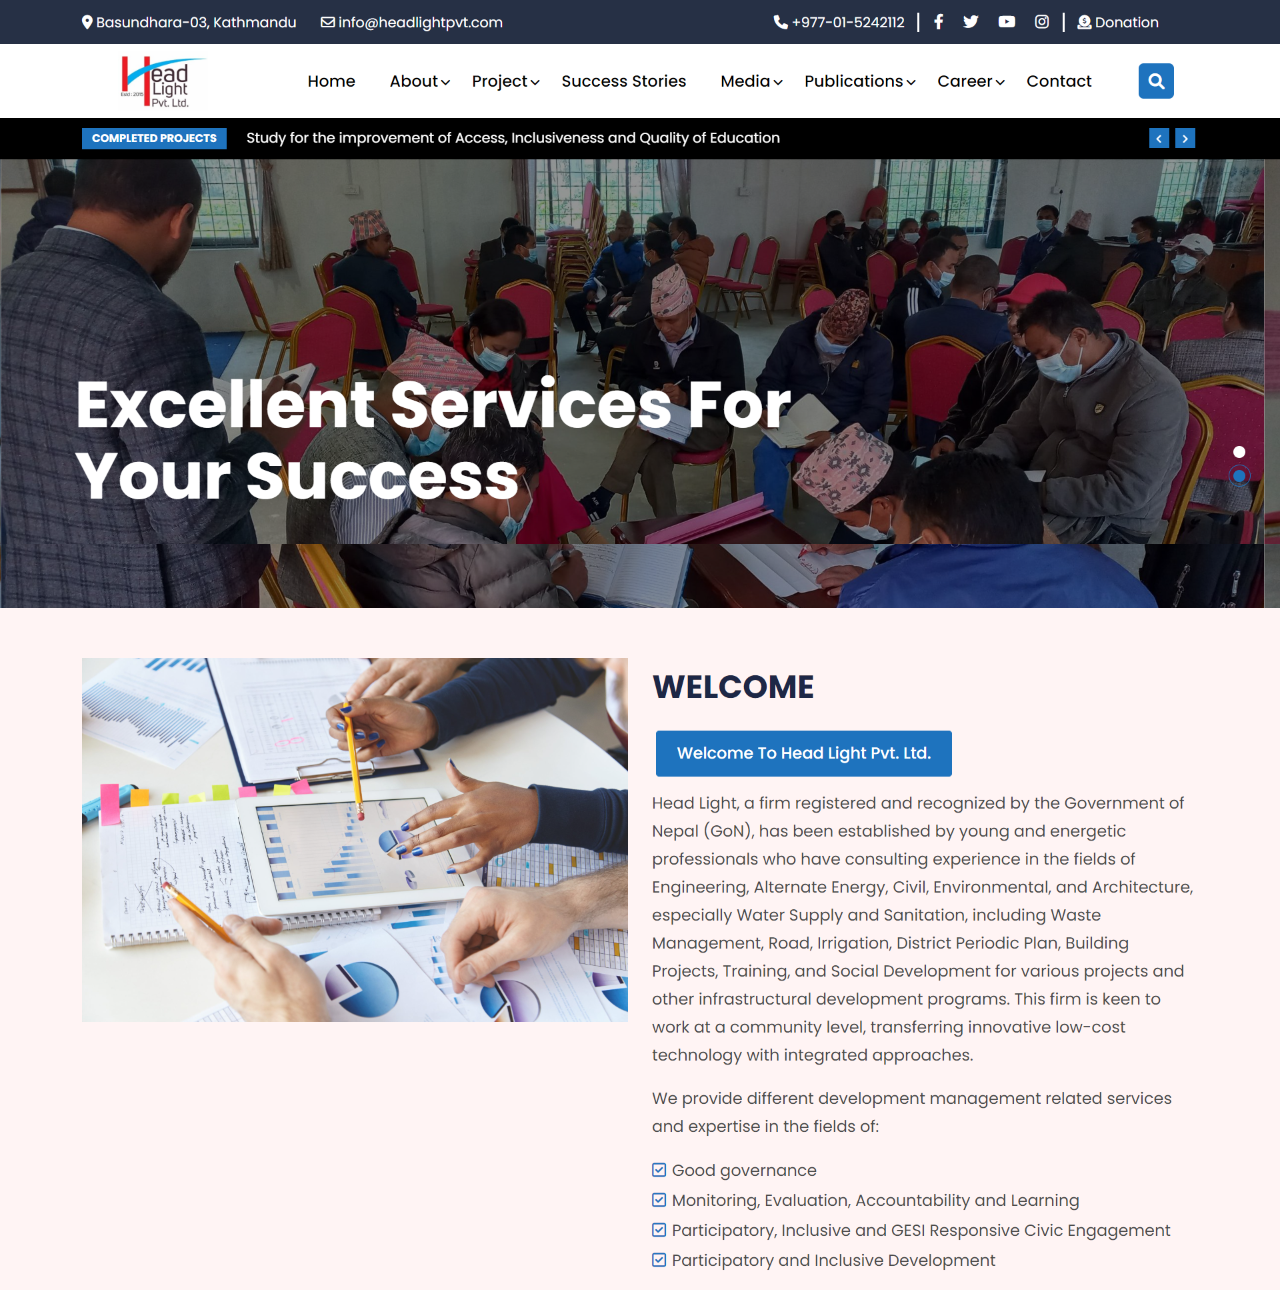 Basundhara-03, Kathmandu
info@headlightpvt.com
+977-01-5242112
Donation
Head
Light
Estd : 2015
Pvt. Ltd.
Home
About
Project
Success Stories
Media
Publications
Career
Contact
COMPLETED PROJECTS
Study for the improvement of Access, Inclusiveness and Quality of Education
Excellent Services For
Your Success
WELCOME
Welcome To Head Light Pvt. Ltd.
Head Light, a firm registered and recognized by the Government of
Nepal (GoN), has been established by young and energetic
professionals who have consulting experience in the fields of
Engineering, Alternate Energy, Civil, Environmental, and Architecture,
especially Water Supply and Sanitation, including Waste
Management, Road, Irrigation, District Periodic Plan, Building
Projects, Training, and Social Development for various projects and
other infrastructural development programs. This firm is keen to
work at a community level, transferring innovative low-cost
technology with integrated approaches.
We provide different development management related services
and expertise in the fields of:
Good governance
Monitoring, Evaluation, Accountability and Learning
Participatory, Inclusive and GESI Responsive Civic Engagement
Participatory and Inclusive Development